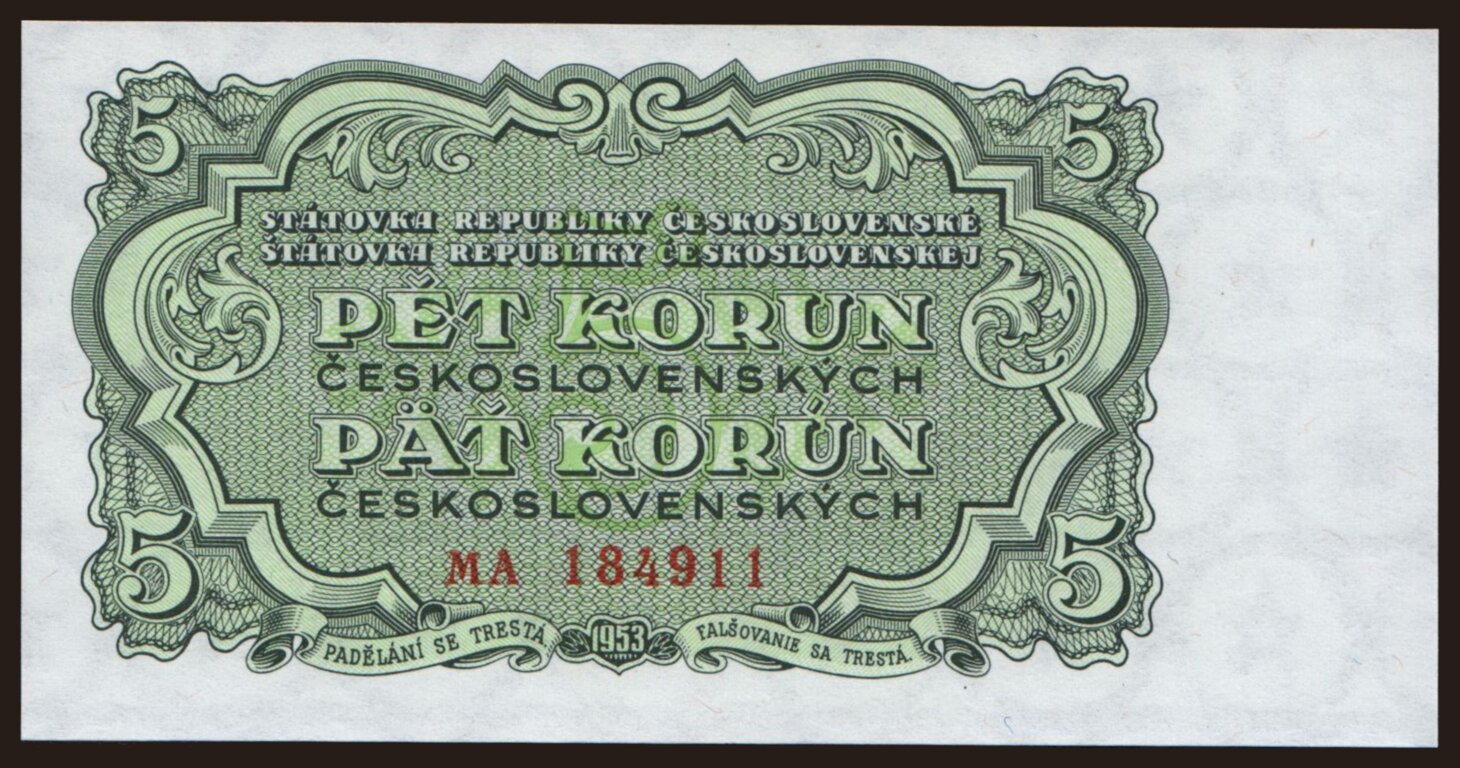 5 5
STÁTOVKA REPUBLIKY ČESKOSLOVENSKÉ
ŠTÁTOVKA REPUBLIKY ČESKOSLOVENSKEJ
PĚT KORUN
ČESKOSLOVENSKÝCH
PÄŤ KORÚN
ČESKOSLOVENSKÝCH
5 5
MA 184911
PADĚLÁNÍ SE TRESTÁ 1953 FALŠOVANIE SA TRESTÁ.